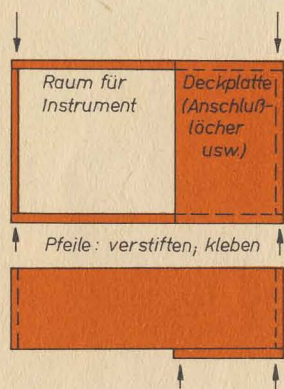 Raum für
Instrument
Deckplatte
(Anschluß-
löcher
usw.)
Pfeile: verstiften; kleben